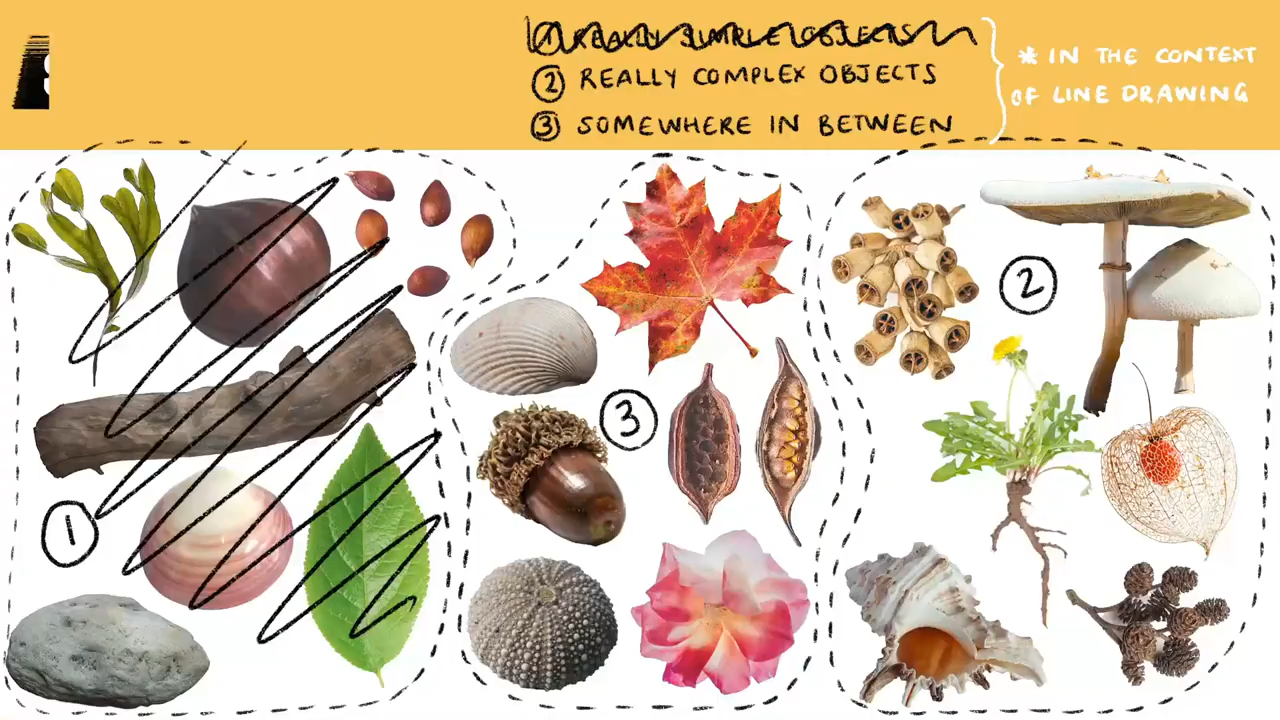 ① REALLY SIMPLE OBJECTS
② REALLY COMPLEX OBJECTS
③ SOMEWHERE IN BETWEEN
* IN THE CONTEXT
OF LINE DRAWING
②
③
①